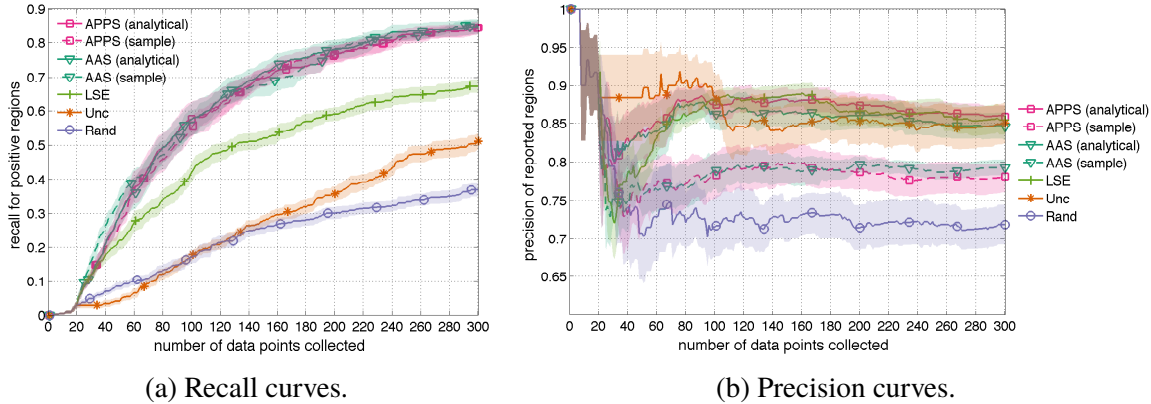 0.9
0.8
0.7
0.6
0.5
0.4
0.3
0.2
0.1
0
recall for positive regions
APPS (analytical)
APPS (sample)
AAS (analytical)
AAS (sample)
LSE
Unc
Rand
0 20 40 60 80 100 120 140 160 180 200 220 240 260 280 300
number of data points collected
(a) Recall curves.
1
0.95
0.9
0.85
0.8
0.75
0.7
0.65
precision of reported regions
0 20 40 60 80 100 120 140 160 180 200 220 240 260 280 300
number of data points collected
APPS (analytical)
APPS (sample)
AAS (analytical)
AAS (sample)
LSE
Unc
Rand
(b) Precision curves.